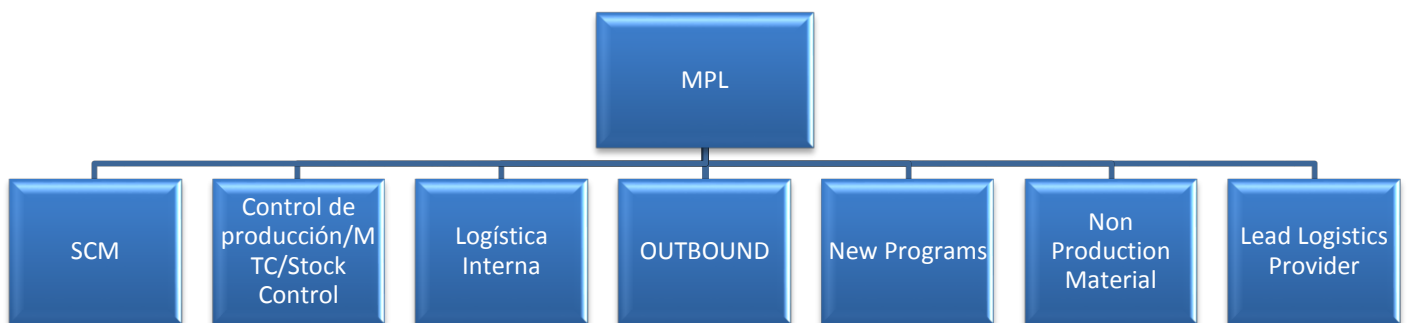 MPL
SCM
Control de
producción/M
TC/Stock
Control
Logística
Interna
OUTBOUND
New Programs
Non
Production
Material
Lead Logistics
Provider